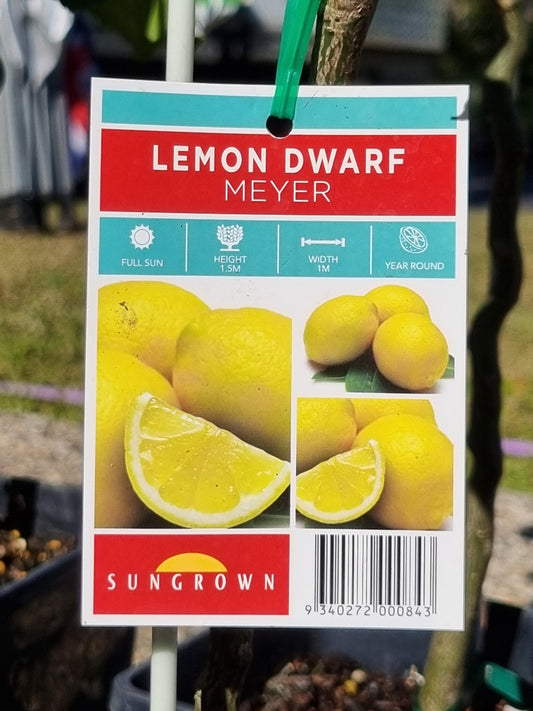 LEMON DWARF
MEYER
FULL SUN
HEIGHT
1.5M
WIDTH
1M
YEAR ROUND
SUNGROWN
9 340272 000843